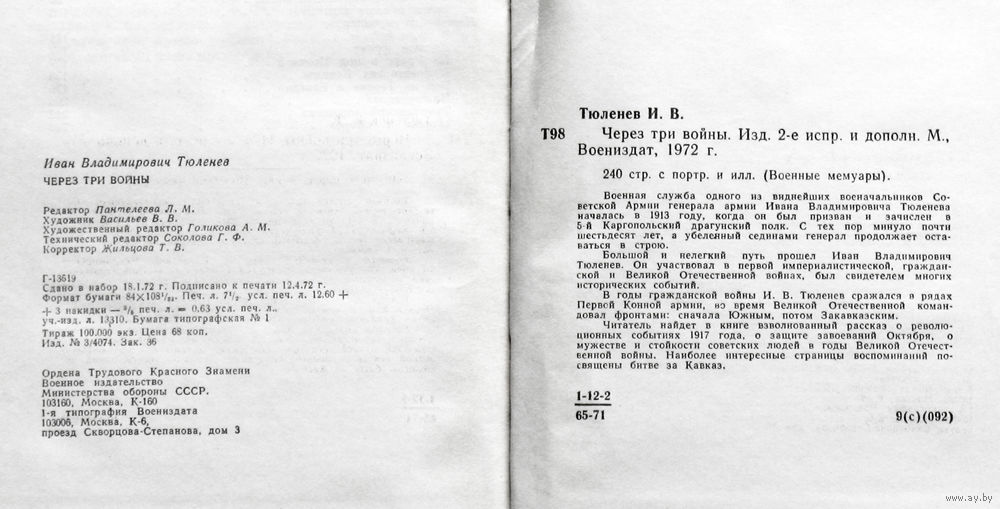 Иван Владимирович Тюленев
ЧЕРЕЗ ТРИ ВОЙНЫ
Редактор Пантелеева Л. М.
Художник Васильев В. В.
Художественный редактор Голикова А. М.
Технический редактор Соколова Г. Ф.
Корректор Жильцова Т. В.
Г-13619
Сдано в набор 18.1.72 г. Подписано к печати 12.4.72 г.
Формат бумаги 84×108¹/₃₂. Печ. л. 7¹/₂ усл. печ. л. 12.60 +
+ 3 накидки — ³/₈ печ. л. = 0,63 усл. печ. л.,
уч.-изд. л. 13,310. Бумага типографская № 1
Тираж 100.000 экз. Цена 68 коп.
Изд. № 3/4074. Зак. 36
Ордена Трудового Красного Знамени
Военное издательство
Министерства обороны СССР.
103160, Москва, К-160
1-я типография Воениздата
103006, Москва, К-6,
проезд Скворцова-Степанова, дом 3
Тюленев И. В.
Т98 Через три войны. Изд. 2-е испр. и дополн. М.,
Воениздат, 1972 г.
240 стр. с портр. и илл. (Военные мемуары).
Военная служба одного из виднейших военачальников Со-
ветской Армии генерала армии Ивана Владимировича Тюленева
началась в 1913 году, когда он был призван и зачислен в
5-й Каргопольский драгунский полк. С тех пор минуло почти
шестьдесят лет, а убеленный сединами генерал продолжает оста-
ваться в строю.
Большой и нелегкий путь прошел Иван Владимирович
Тюленев. Он участвовал в первой империалистической, граждан-
ской и Великой Отечественной войнах, был свидетелем многих
исторических событий.
В годы гражданской войны И. В. Тюленев сражался в рядах
Первой Конной армии, во время Великой Отечественной коман-
довал фронтами: сначала Южным, потом Закавказским.
Читатель найдет в книге взволнованный рассказ о револю-
ционных событиях 1917 года, о защите завоеваний Октября, о
мужестве и стойкости советских людей в годы Великой Отечест-
венной войны. Наиболее интересные страницы воспоминаний по-
священы битве за Кавказ.
1-12-2
65-71 9(с)(092)
www.ay.by